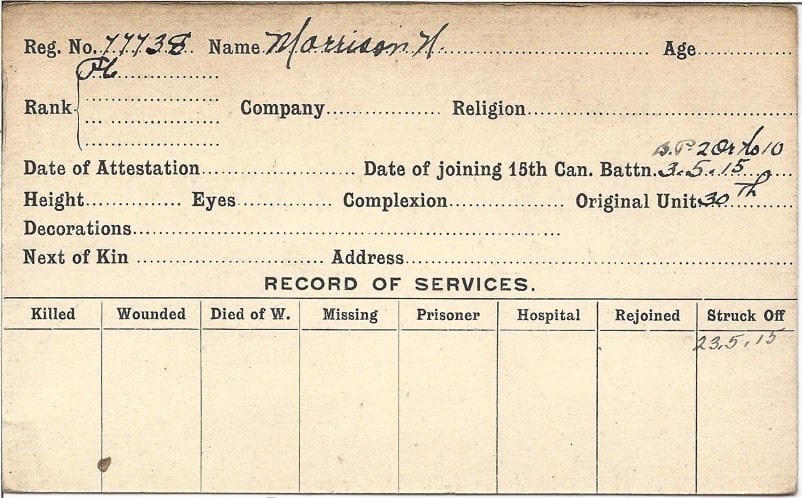 Reg. No. 77738 Name Morrison N. Age
Rank Pte
Company Religion
2 Or No 10
Date of Attestation Date of joining 15th Can. Battn. 3.5.15
Height Eyes Complexion Original Unit 30th
Decorations
Next of Kin Address
RECORD OF SERVICES.
Killed Wounded Died of W. Missing Prisoner Hospital Rejoined Struck Off
23.5.15